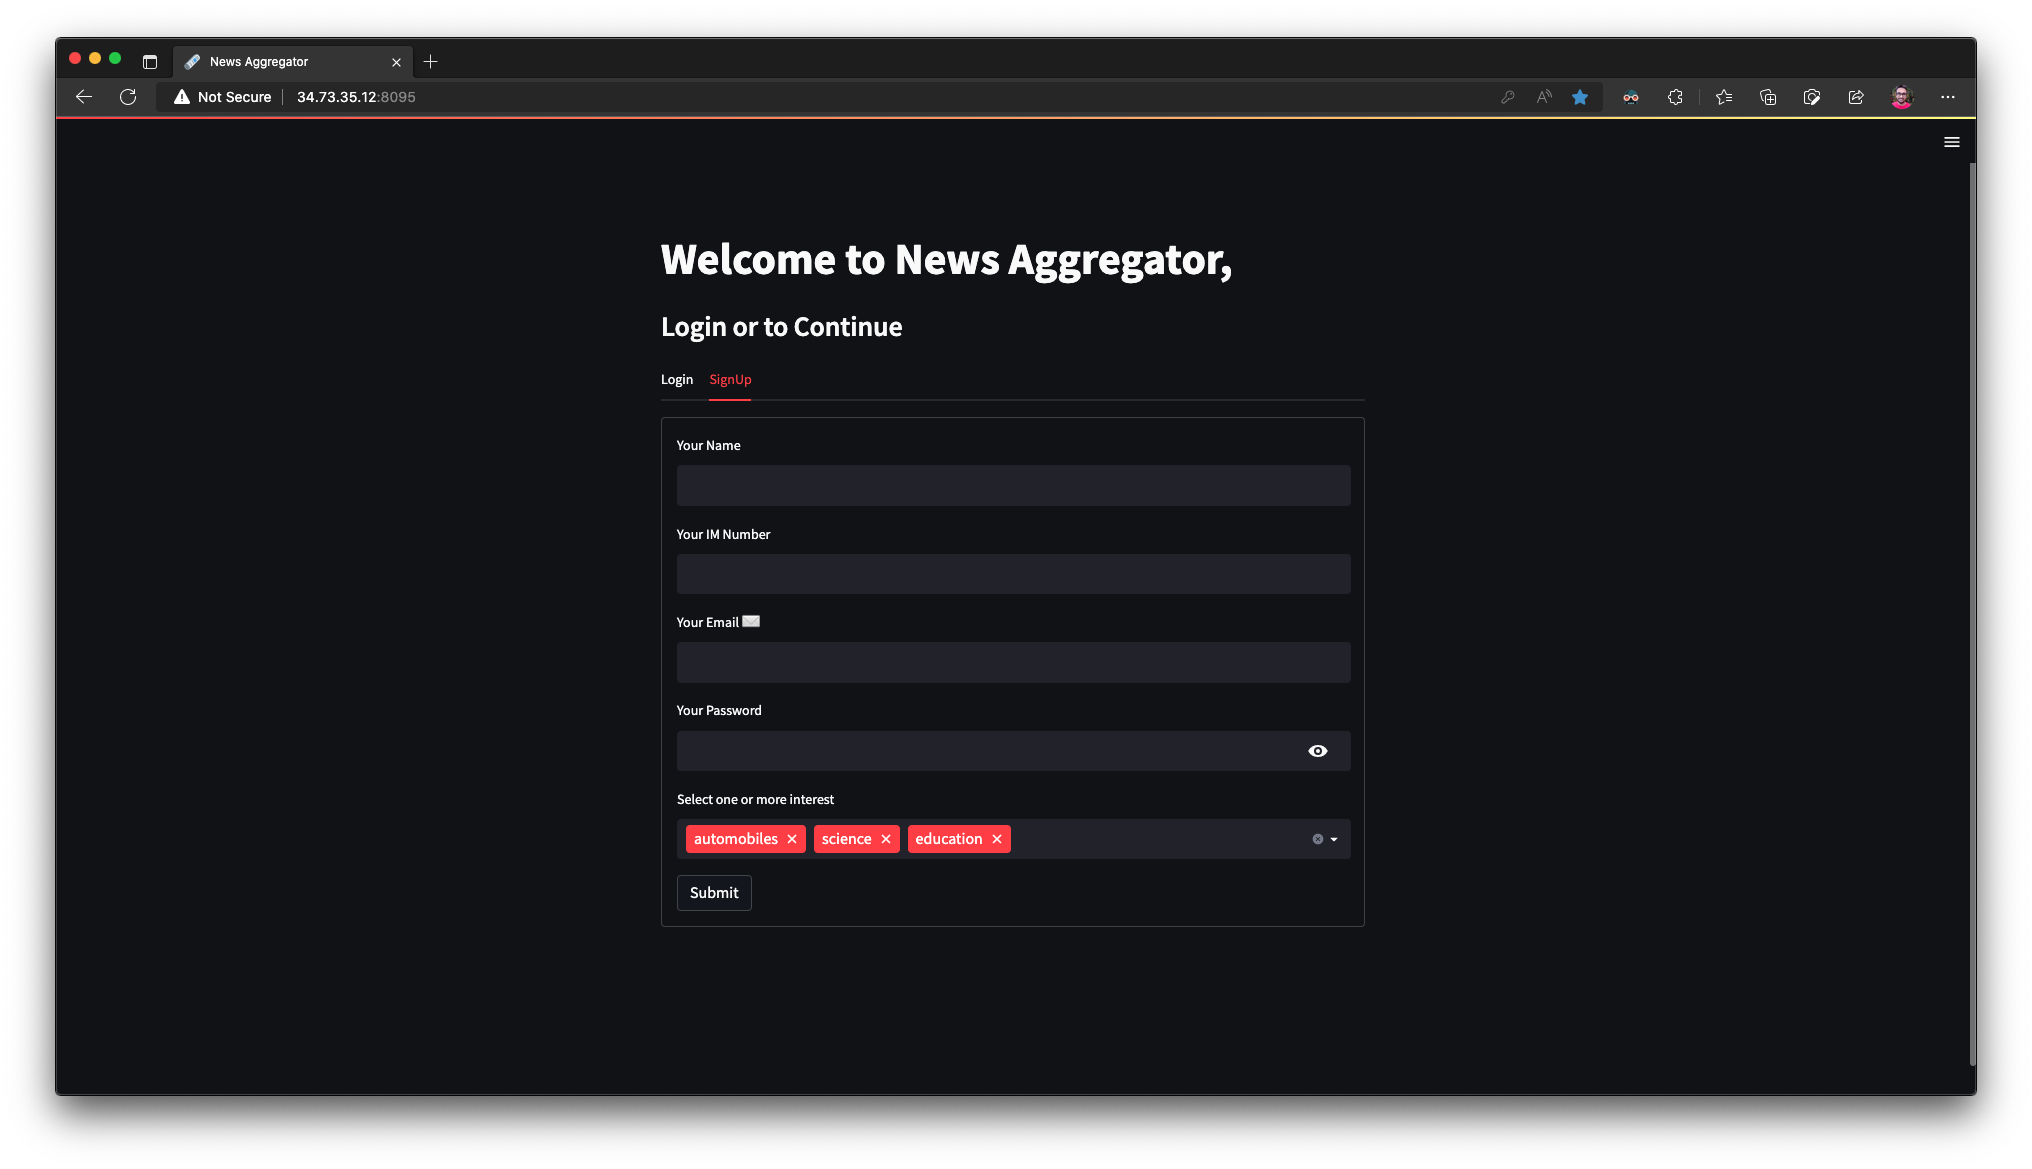 News Aggregator
Not Secure 34.73.35.12:8095
Welcome to News Aggregator,
Login or to Continue
Login SignUp
Your Name
Your IM Number
Your Email
Your Password
Select one or more interest
automobiles science education
Submit